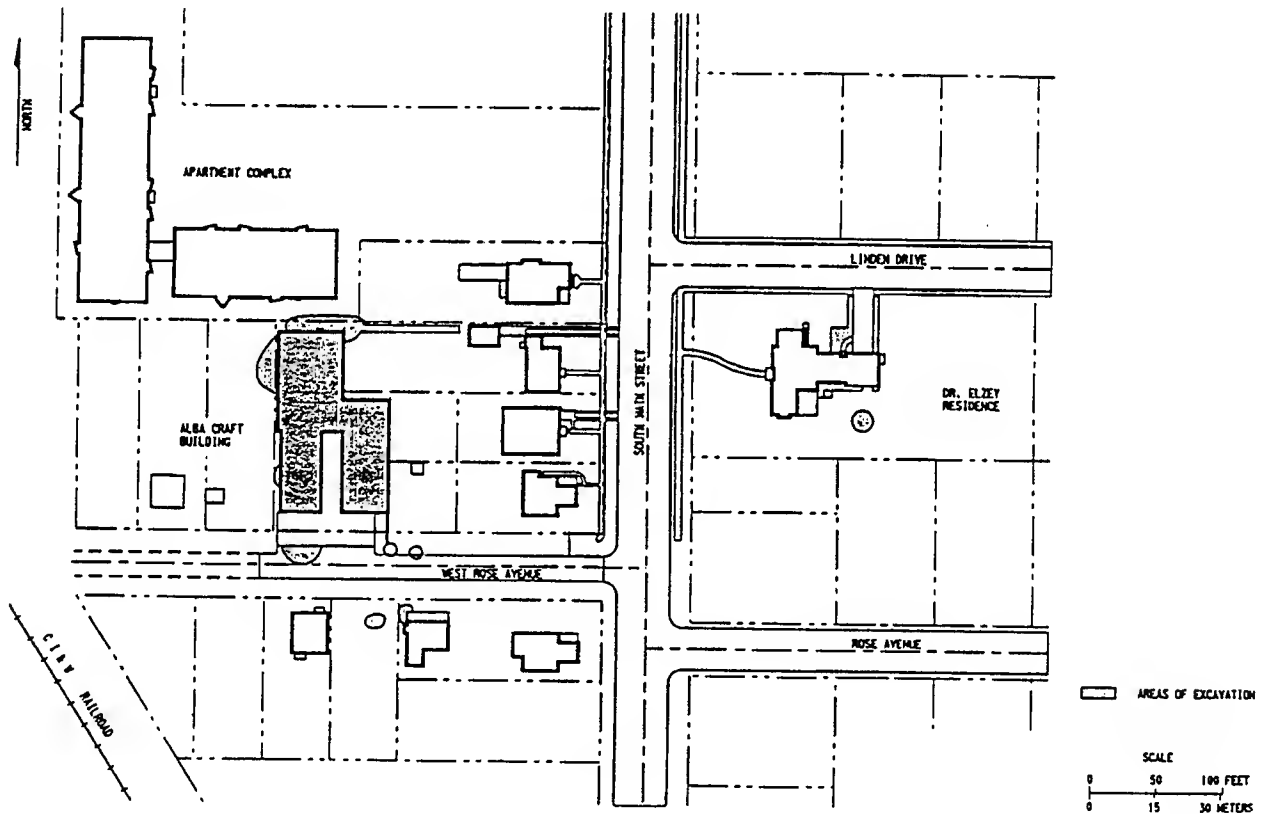 NORTH
APARTMENT COMPLEX
LINDEN DRIVE
SOUTH MAIN STREET
DR. ELZEY
RESIDENCE
ALBA CRAFT
BUILDING
WEST ROSE AVENUE
ROSE AVENUE
RAILROAD
AREAS OF EXCAVATION
SCALE
0 50 100 FEET
0 15 30 METERS